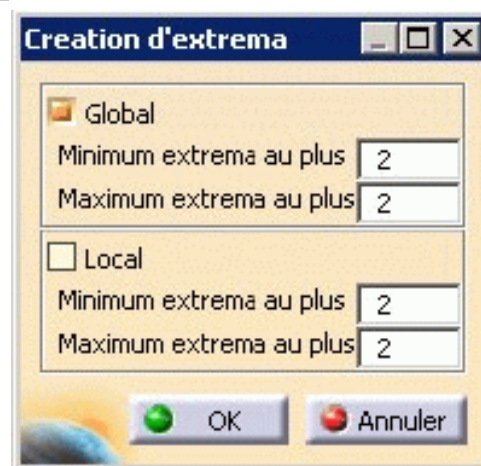 Creation d'extrema
Global
Minimum extrema au plus 2
Maximum extrema au plus 2
Local
Minimum extrema au plus 2
Maximum extrema au plus 2
OK Annuler